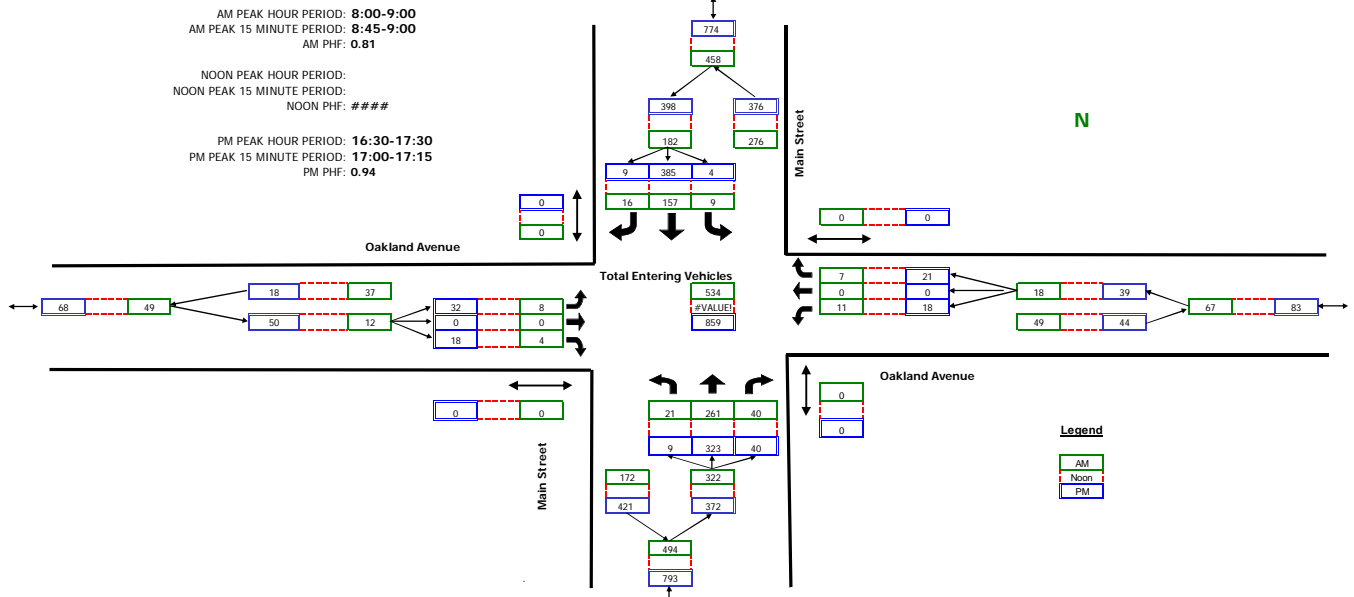 AM PEAK HOUR PERIOD: 8:00-9:00
AM PEAK 15 MINUTE PERIOD: 8:45-9:00
AM PHF: 0.81
NOON PEAK HOUR PERIOD:
NOON PEAK 15 MINUTE PERIOD:
NOON PHF: ####
PM PEAK HOUR PERIOD: 16:30-17:30
PM PEAK 15 MINUTE PERIOD: 17:00-17:15
PM PHF: 0.94
774
458
398 376
182 276
9 385 4
16 157 9
Main Street
N
0
0
0 0
Oakland Avenue
Total Entering Vehicles
534
#VALUE!
859
68 49
18 37
50 12
32 8
0 0
18 4
7 21
0 0
11 18
18 39
49 44
67 83
Oakland Avenue
0 0
0
0
21 261 40
9 323 40
172 322
421 372
494
793
Main Street
Legend
AM
Noon
PM